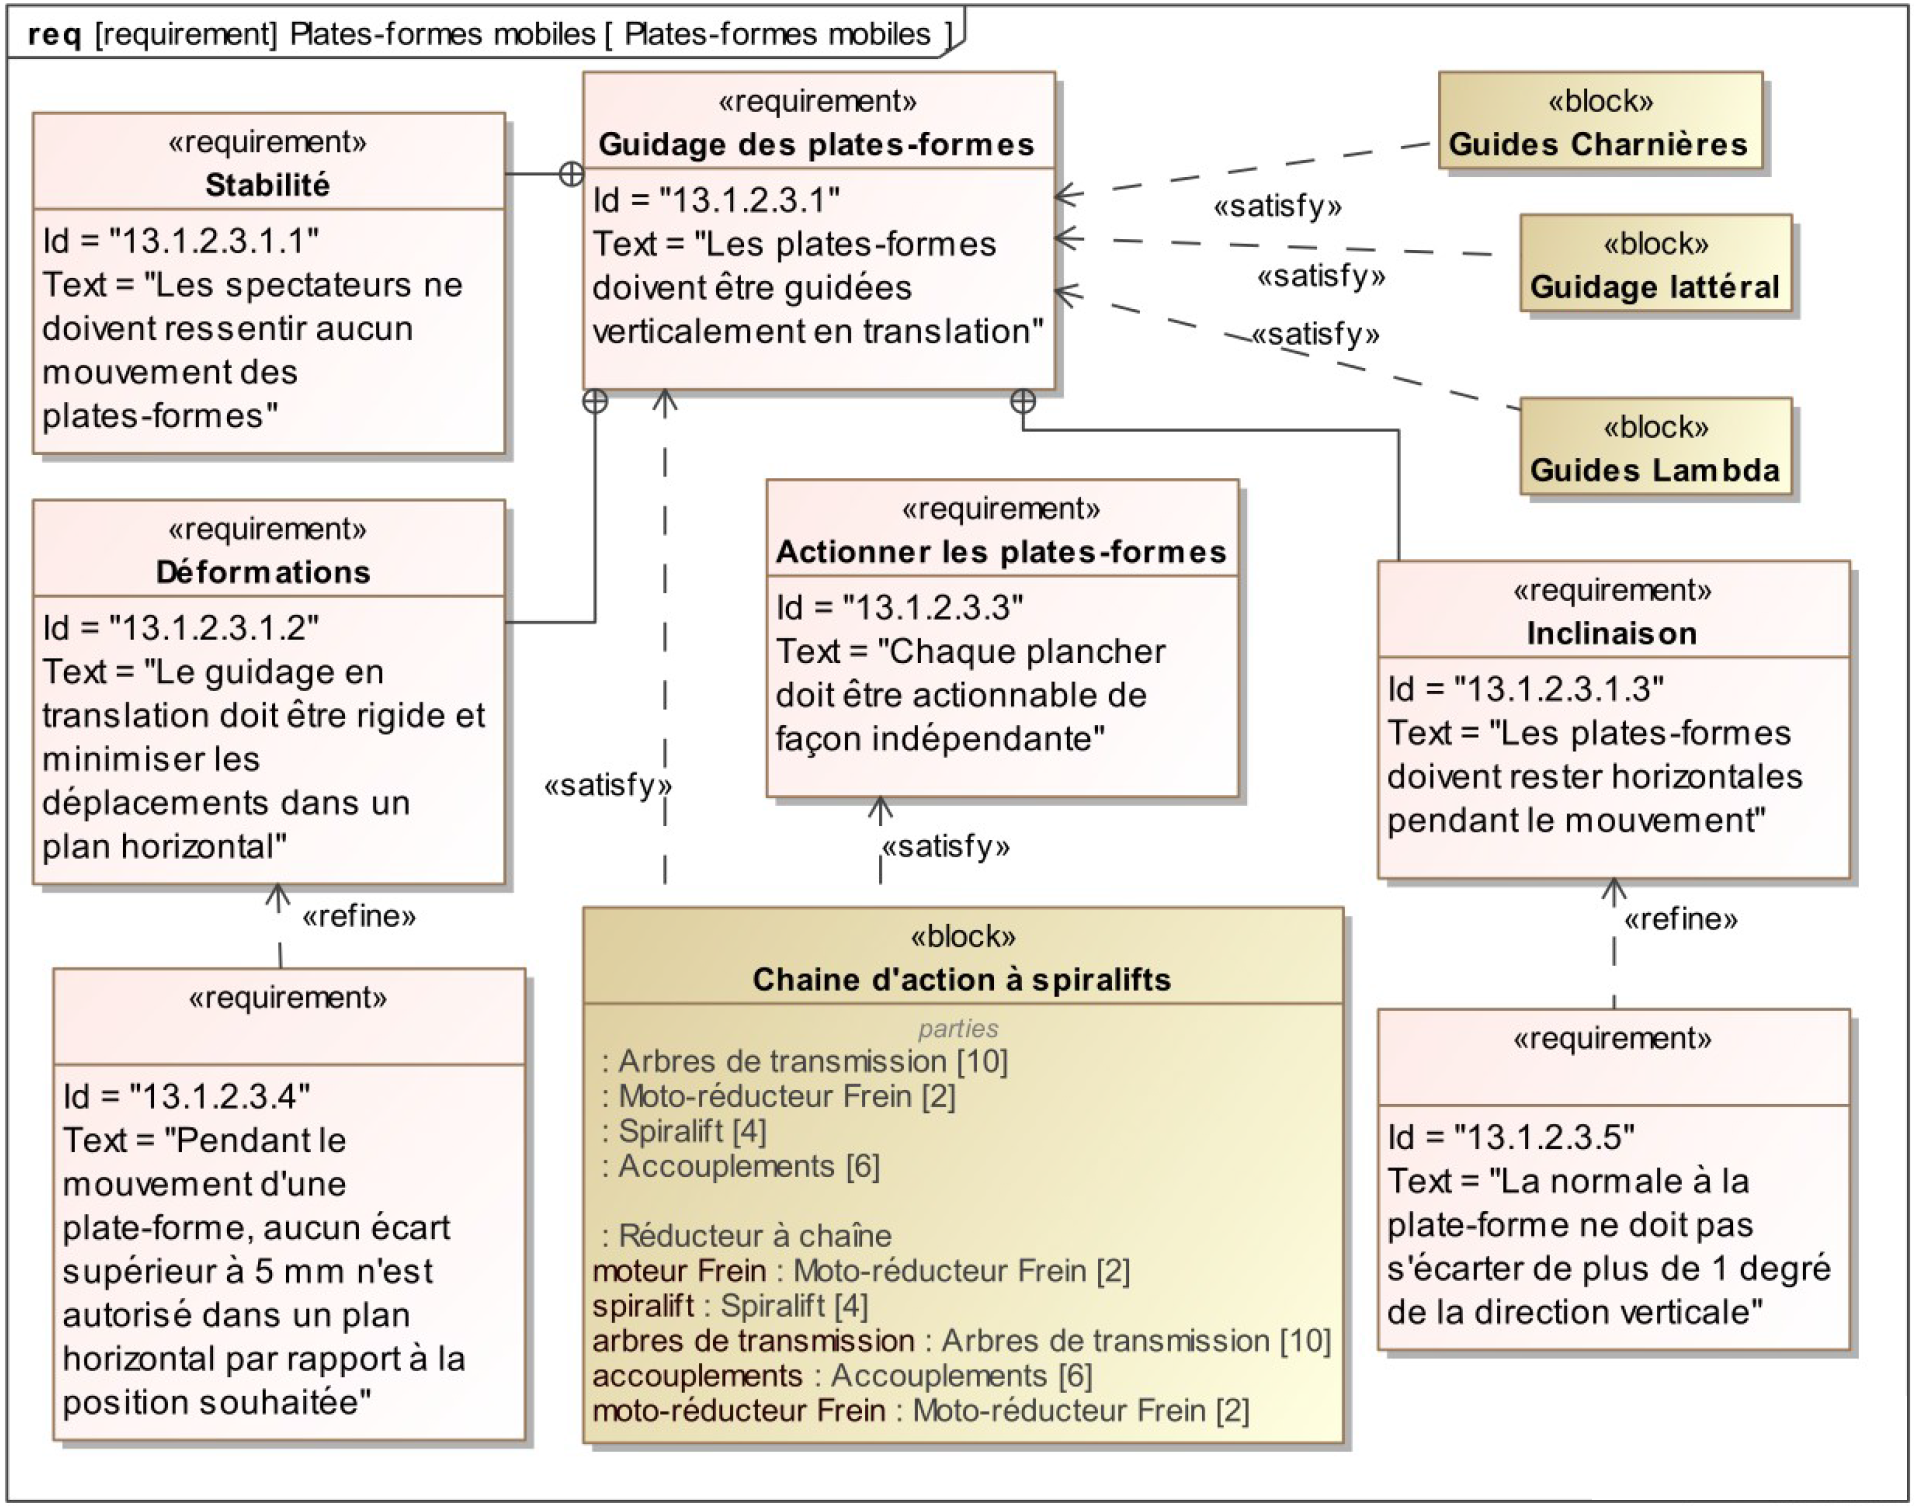 req [requirement] Plates-formes mobiles [ Plates-formes mobiles ]
«requirement»
Stabilité
Id = "13.1.2.3.1.1"
Text = "Les spectateurs ne
doivent ressentir aucun
mouvement des
plates-formes"
«requirement»
Guidage des plates-formes
Id = "13.1.2.3.1"
Text = "Les plates-formes
doivent être guidées
verticalement en translation"
«block»
Guides Charnières
«satisfy»
«block»
Guidage lattéral
«satisfy»
«satisfy»
«block»
Guides Lambda
«requirement»
Déformations
Id = "13.1.2.3.1.2"
Text = "Le guidage en
translation doit être rigide et
minimiser les
déplacements dans un
plan horizontal"
«satisfy»
«requirement»
Actionner les plates-formes
Id = "13.1.2.3.3"
Text = "Chaque plancher
doit être actionnable de
façon indépendante"
«satisfy»
«requirement»
Inclinaison
Id = "13.1.2.3.1.3"
Text = "Les plates-formes
doivent rester horizontales
pendant le mouvement"
«refine»
«refine»
«requirement»
Id = "13.1.2.3.4"
Text = "Pendant le
mouvement d'une
plate-forme, aucun écart
supérieur à 5 mm n'est
autorisé dans un plan
horizontal par rapport à la
position souhaitée"
«block»
Chaine d'action à spiralifts
parties
: Arbres de transmission [10]
: Moto-réducteur Frein [2]
: Spiralift [4]
: Accouplements [6]
: Réducteur à chaîne
moteur Frein : Moto-réducteur Frein [2]
spiralift : Spiralift [4]
arbres de transmission : Arbres de transmission [10]
accouplements : Accouplements [6]
moto-réducteur Frein : Moto-réducteur Frein [2]
«requirement»
Id = "13.1.2.3.5"
Text = "La normale à la
plate-forme ne doit pas
s'écarter de plus de 1 degré
de la direction verticale"